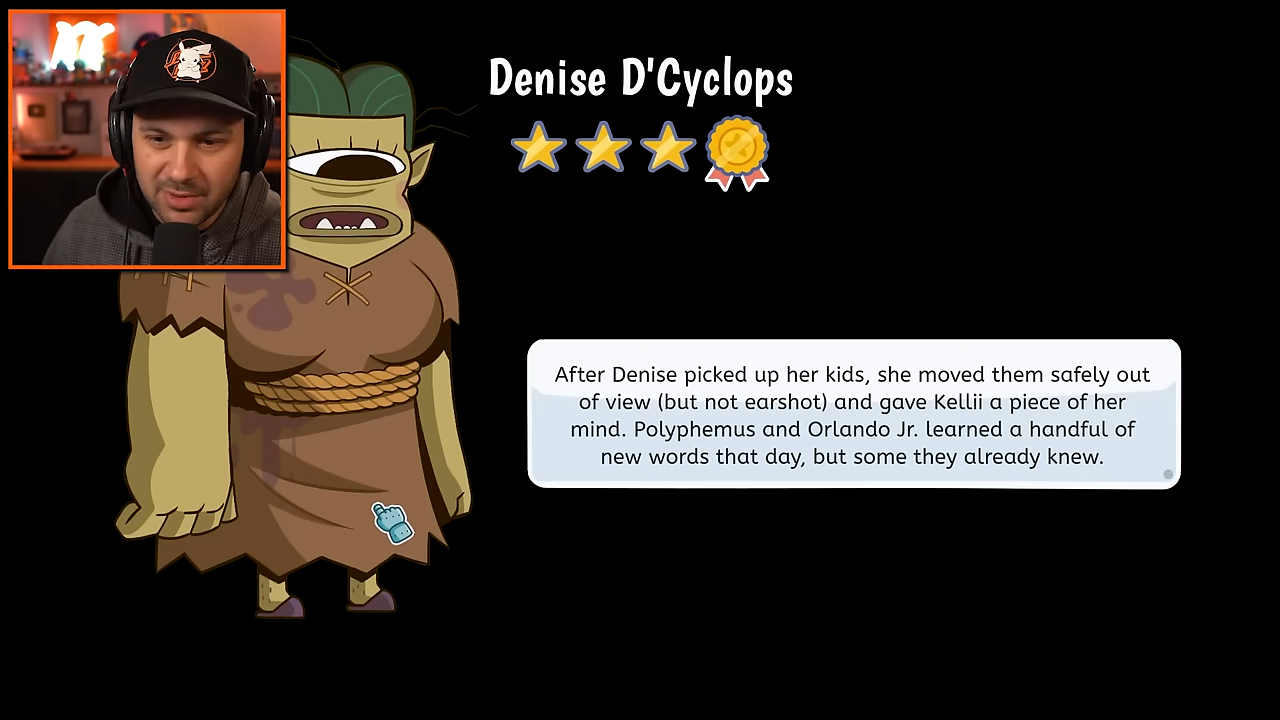 Denise D'Cyclops
After Denise picked up her kids, she moved them safely out
of view (but not earshot) and gave Kellii a piece of her
mind. Polyphemus and Orlando Jr. learned a handful of
new words that day, but some they already knew.